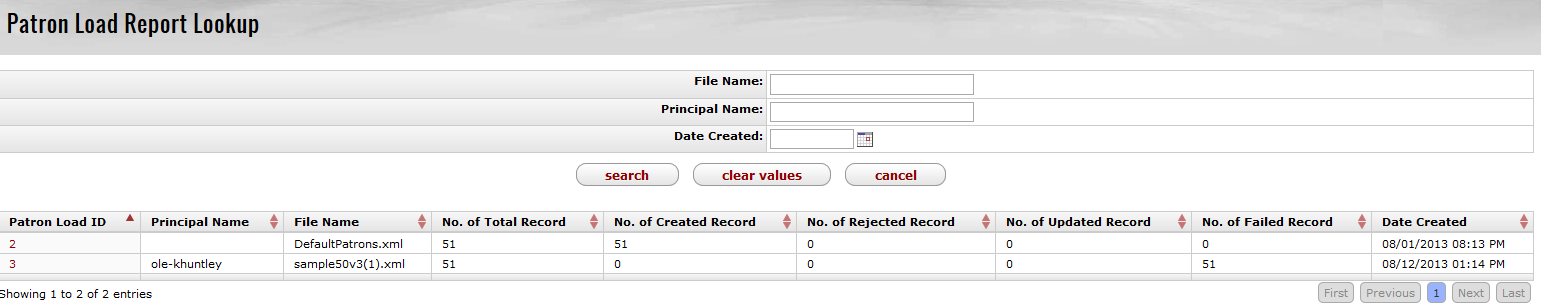 Patron Load Report Lookup
File Name:
Principal Name:
Date Created:
search clear values cancel
Patron Load ID Principal Name File Name No. of Total Record No. of Created Record No. of Rejected Record No. of Updated Record No. of Failed Record Date Created
2 DefaultPatrons.xml 51 51 0 0 0 08/01/2013 08:13 PM
3 ole-khuntley sample50v3(1).xml 51 0 0 0 51 08/12/2013 01:14 PM
Showing 1 to 2 of 2 entries First Previous 1 Next Last